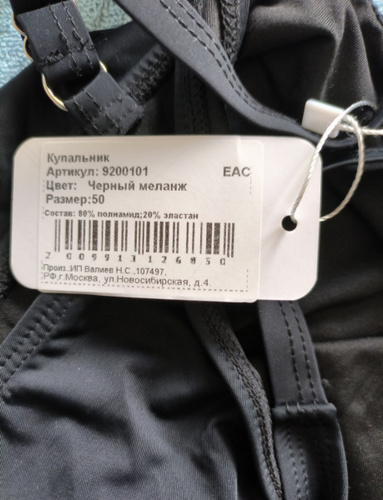 Купальник
Артикул: 9200101 EAC
Цвет: Черный меланж
Размер:50
Состав: 80% полиамид;20% эластан
2 009911 126850
Произ.:ИП Валиев Н.С.,107497,
РФ,г.Москва, ул.Новосибирская, д.4.